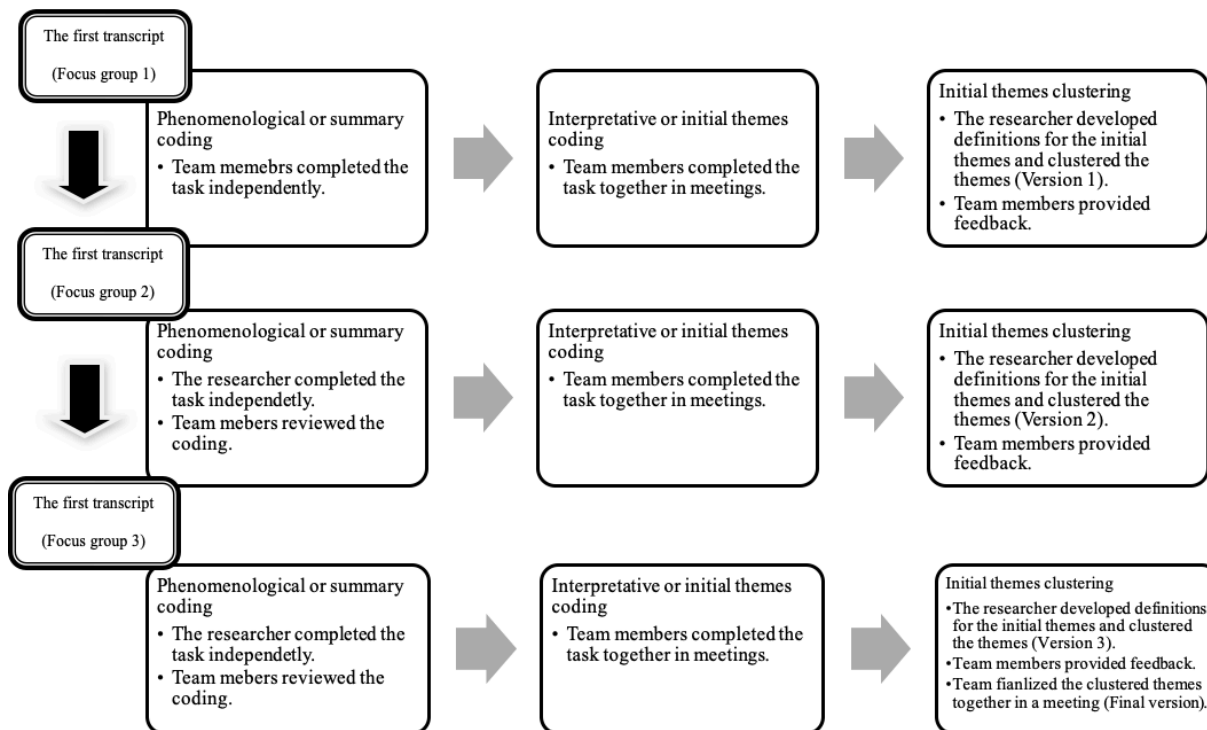 The first transcript
(Focus group 1)
Phenomenological or summary
coding
• Team memebrs completed the
task independently.
Interpretative or initial themes
coding
• Team members completed the
task together in meetings.
Initial themes clustering
• The researcher developed
definitions for the initial
themes and clustered the
themes (Version 1).
• Team members provided
feedback.
The first transcript
(Focus group 2)
Phenomenological or summary
coding
• The researcher completed the
task independetly.
• Team mebers reviewed the
coding.
Interpretative or initial themes
coding
• Team members completed the
task together in meetings.
Initial themes clustering
• The researcher developed
definitions for the initial
themes and clustered the
themes (Version 2).
• Team members provided
feedback.
The first transcript
(Focus group 3)
Phenomenological or summary
coding
• The researcher completed the
task independetly.
• Team mebers reviewed the
coding.
Interpretative or initial themes
coding
• Team members completed the
task together in meetings.
Initial themes clustering
•The researcher developed definitions
for the initial themes and clustered
the themes (Version 3).
•Team members provided feedback.
•Team fianlized the clustered themes
together in a meeting (Final version).